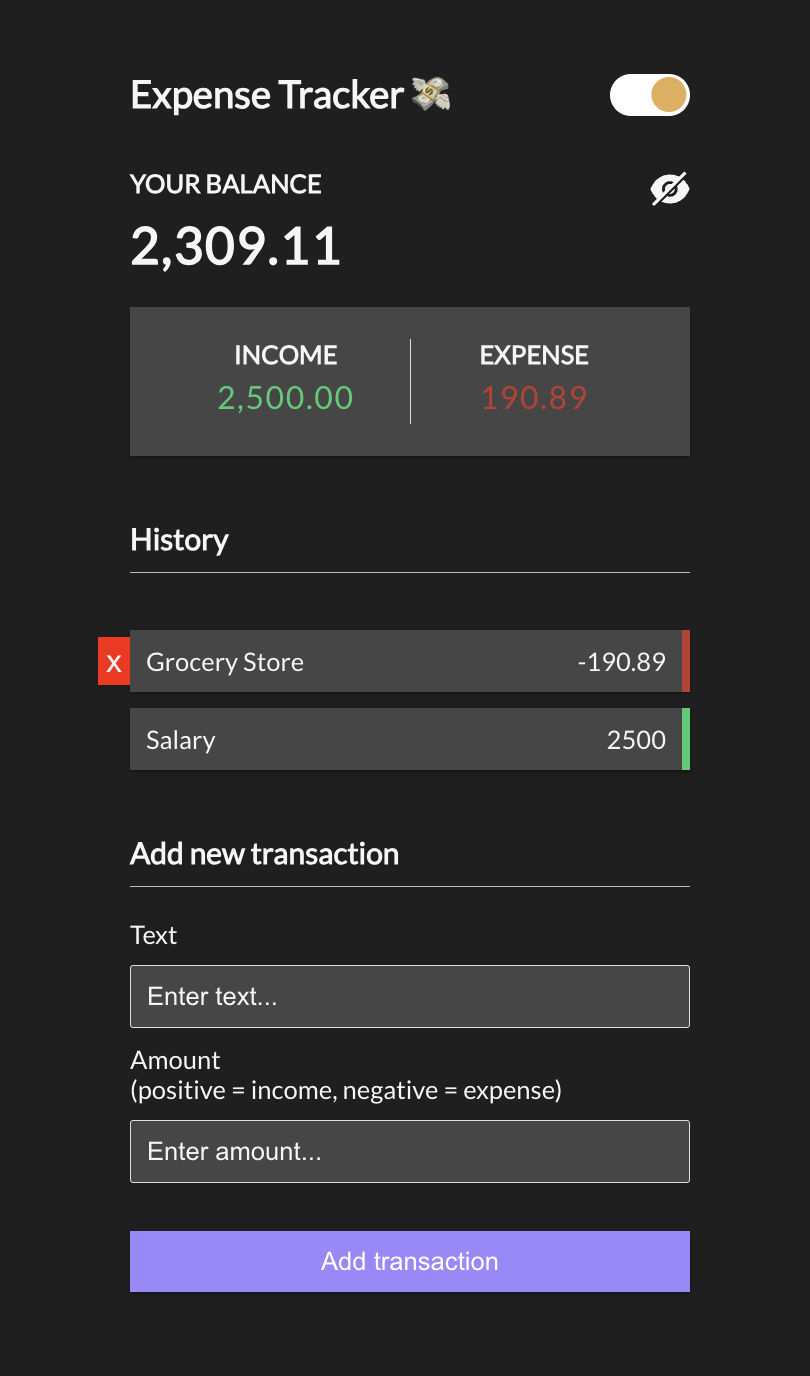 Expense Tracker 💸
YOUR BALANCE
2,309.11
INCOME EXPENSE
2,500.00 190.89
History
X Grocery Store -190.89
Salary 2500
Add new transaction
Text
Enter text...
Amount
(positive = income, negative = expense)
Enter amount...
Add transaction